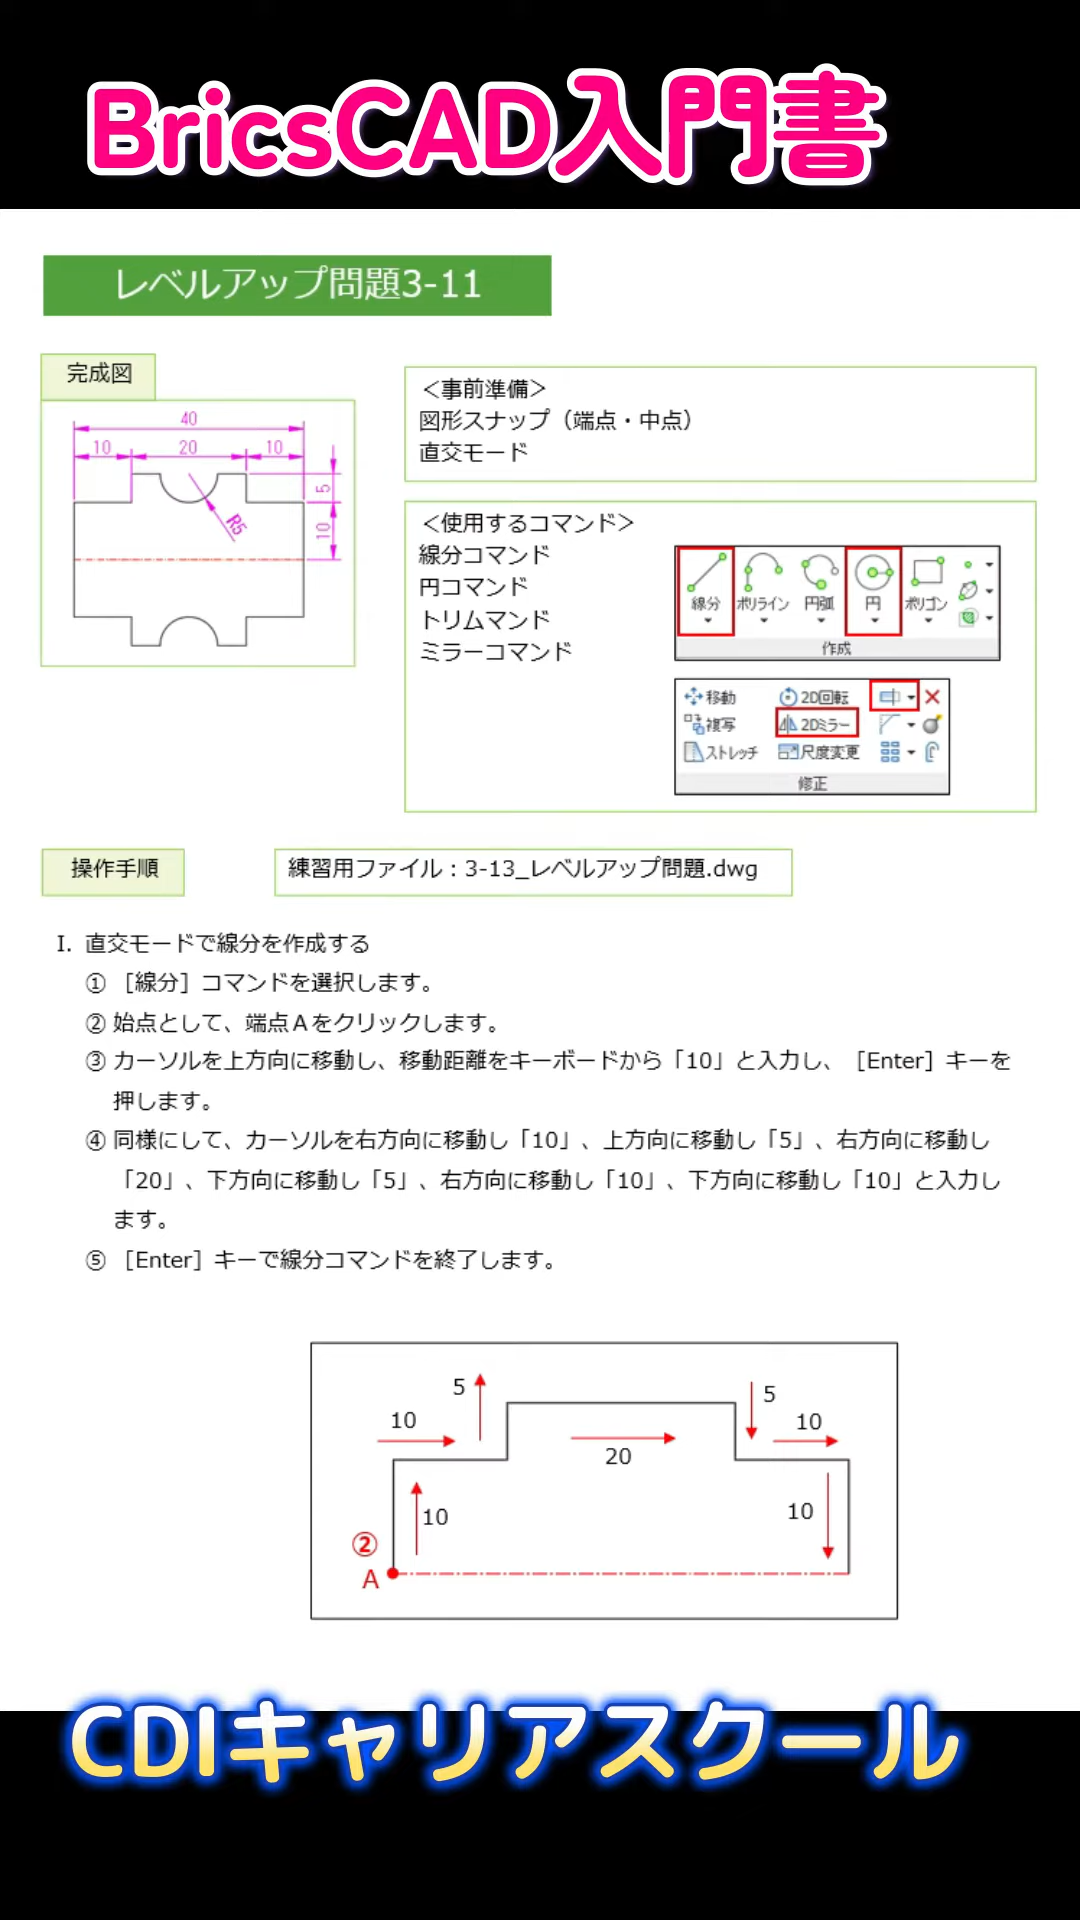 BricsCAD入門書
レベルアップ問題3-11
完成図
40
10 20 10
5
10
R5
＜事前準備＞
図形スナップ（端点・中点）
直交モード
＜使用するコマンド＞
線分コマンド
円コマンド
トリムマンド
ミラーコマンド
線分 ポリライン 円弧 円 ポリゴン
作成
移動 2D回転
複写 2Dミラー
ストレッチ 尺度変更
修正
操作手順
練習用ファイル：3-13_レベルアップ問題.dwg
I. 直交モードで線分を作成する
① ［線分］コマンドを選択します。
② 始点として、端点Ａをクリックします。
③ カーソルを上方向に移動し、移動距離をキーボードから「10」と入力し、［Enter］キーを
押します。
④ 同様にして、カーソルを右方向に移動し「10」、上方向に移動し「5」、右方向に移動し
「20」、下方向に移動し「5」、右方向に移動し「10」、下方向に移動し「10」と入力し
ます。
⑤ ［Enter］キーで線分コマンドを終了します。
5 5
10 10
20
10 10
②
A
CDIキャリアスクール